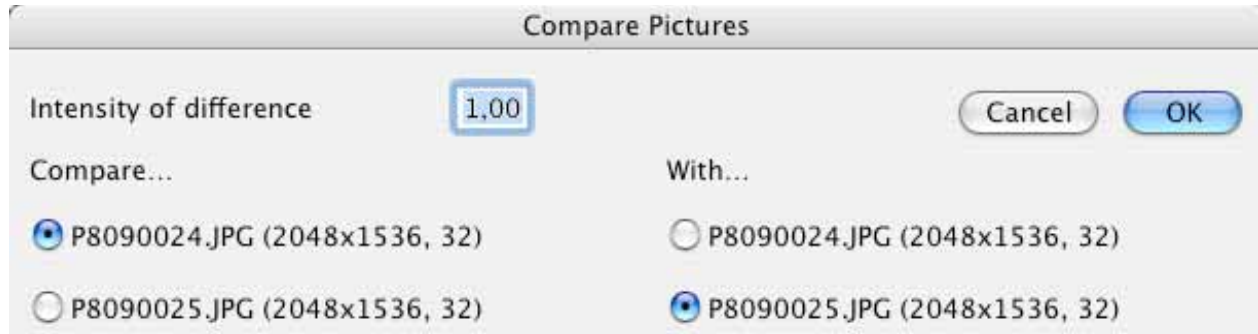 Compare Pictures
Intensity of difference 1,00 Cancel OK
Compare... With...
P8090024.JPG (2048x1536, 32) P8090024.JPG (2048x1536, 32)
P8090025.JPG (2048x1536, 32) P8090025.JPG (2048x1536, 32)